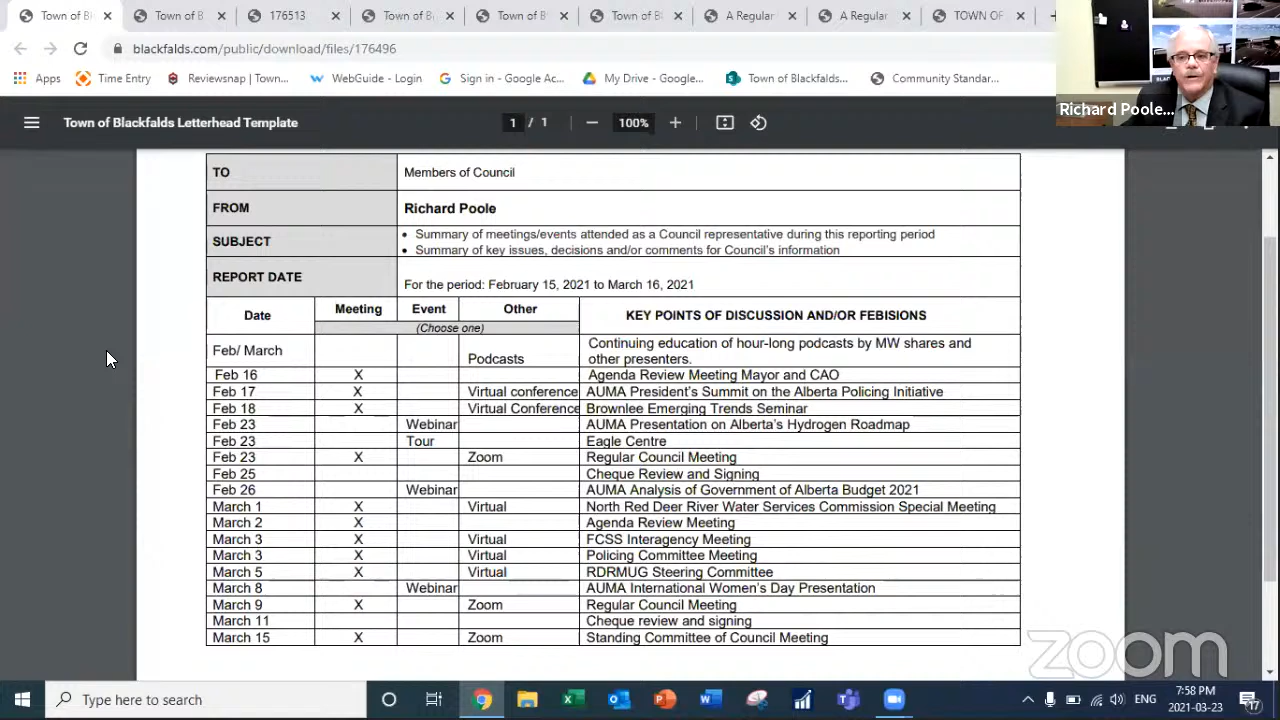 Town of B
Town of B
176513
Town of B
Town of B
Town of B
A Regular
A Regular
TOWN OF
blackfalds.com/public/download/files/176496
Apps
Time Entry
Reviewsnap | Town...
WebGuide - Login
Sign in - Google Ac...
My Drive - Google...
Town of Blackfalds...
Community Standar...
Richard Poole...
Town of Blackfalds Letterhead Template
1 / 1
100%
TO Members of Council
FROM Richard Poole
SUBJECT
• Summary of meetings/events attended as a Council representative during this reporting period
• Summary of key issues, decisions and/or comments for Council's information
REPORT DATE For the period: February 15, 2021 to March 16, 2021
Date Meeting Event Other KEY POINTS OF DISCUSSION AND/OR FEBISIONS
(Choose one)
Feb/ March Podcasts Continuing education of hour-long podcasts by MW shares and
other presenters.
Feb 16 X Agenda Review Meeting Mayor and CAO
Feb 17 X Virtual conference AUMA President's Summit on the Alberta Policing Initiative
Feb 18 X Virtual Conference Brownlee Emerging Trends Seminar
Feb 23 Webinar AUMA Presentation on Alberta's Hydrogen Roadmap
Feb 23 Tour Eagle Centre
Feb 23 X Zoom Regular Council Meeting
Feb 25 Cheque Review and Signing
Feb 26 Webinar AUMA Analysis of Government of Alberta Budget 2021
March 1 X Virtual North Red Deer River Water Services Commission Special Meeting
March 2 X Agenda Review Meeting
March 3 X Virtual FCSS Interagency Meeting
March 3 X Virtual Policing Committee Meeting
March 5 X Virtual RDRMUG Steering Committee
March 8 Webinar AUMA International Women's Day Presentation
March 9 X Zoom Regular Council Meeting
March 11 Cheque review and signing
March 15 X Zoom Standing Committee of Council Meeting
zoom
Type here to search
ENG
7:58 PM
2021-03-23
17